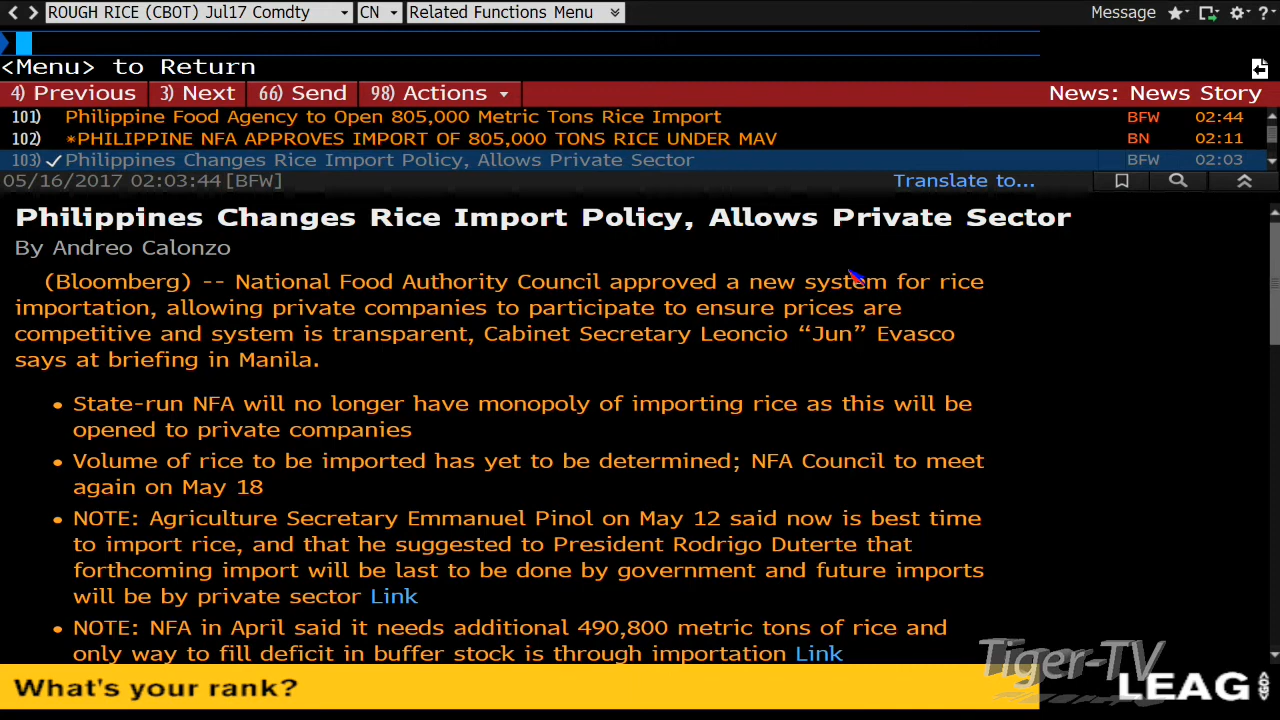 ROUGH RICE (CBOT) Jul17 Comdty CN Related Functions Menu Message
<Menu> to Return
4) Previous 3) Next 66) Send 98) Actions News: News Story
101) Philippine Food Agency to Open 805,000 Metric Tons Rice Import BFW 02:44
102) *PHILIPPINE NFA APPROVES IMPORT OF 805,000 TONS RICE UNDER MAV BN 02:11
103) Philippines Changes Rice Import Policy, Allows Private Sector BFW 02:03
05/16/2017 02:03:44 [BFW] Translate to...
Philippines Changes Rice Import Policy, Allows Private Sector
By Andreo Calonzo
(Bloomberg) -- National Food Authority Council approved a new system for rice
importation, allowing private companies to participate to ensure prices are
competitive and system is transparent, Cabinet Secretary Leoncio “Jun” Evasco
says at briefing in Manila.
• State-run NFA will no longer have monopoly of importing rice as this will be
opened to private companies
• Volume of rice to be imported has yet to be determined; NFA Council to meet
again on May 18
• NOTE: Agriculture Secretary Emmanuel Pinol on May 12 said now is best time
to import rice, and that he suggested to President Rodrigo Duterte that
forthcoming import will be last to be done by government and future imports
will be by private sector Link
• NOTE: NFA in April said it needs additional 490,800 metric tons of rice and
only way to fill deficit in buffer stock is through importation Link
Tiger-TV
What's your rank? LEAG